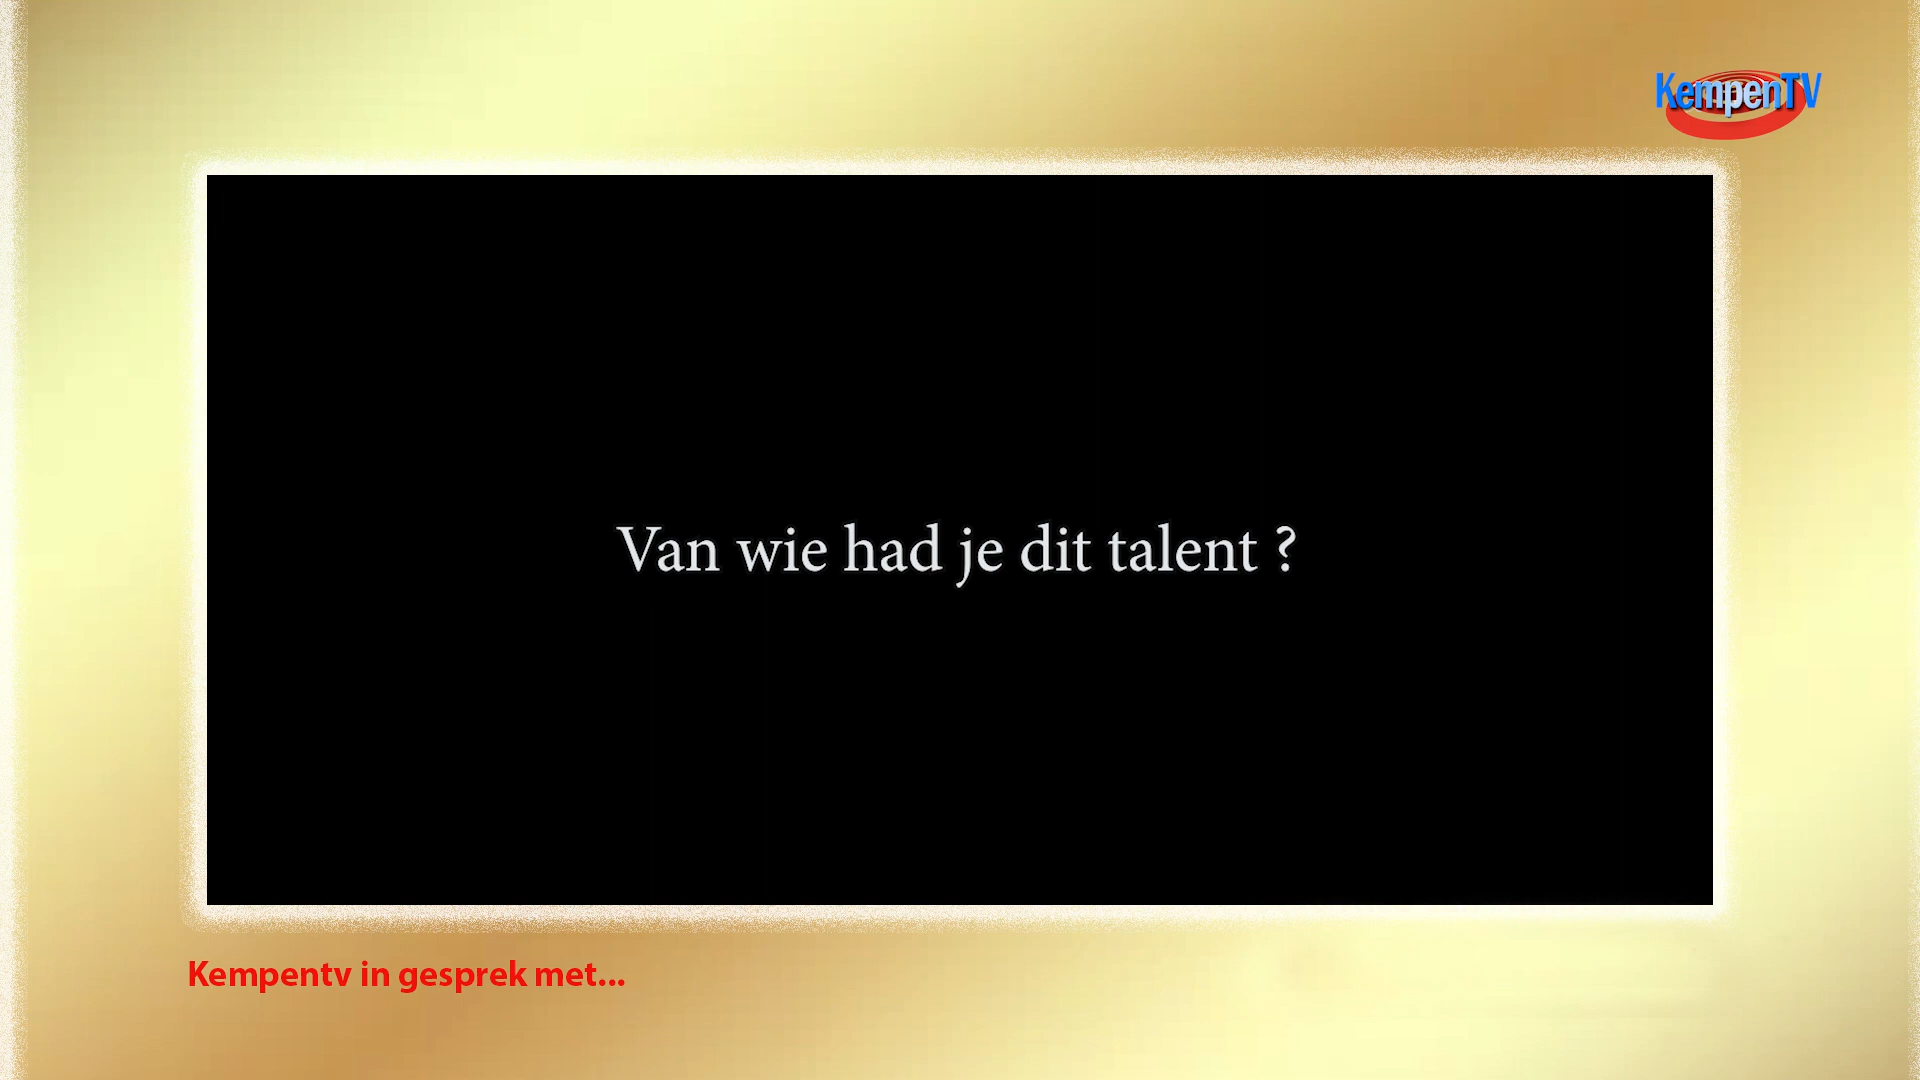 KempenTV
Van wie had je dit talent ?
Kempentv in gesprek met...